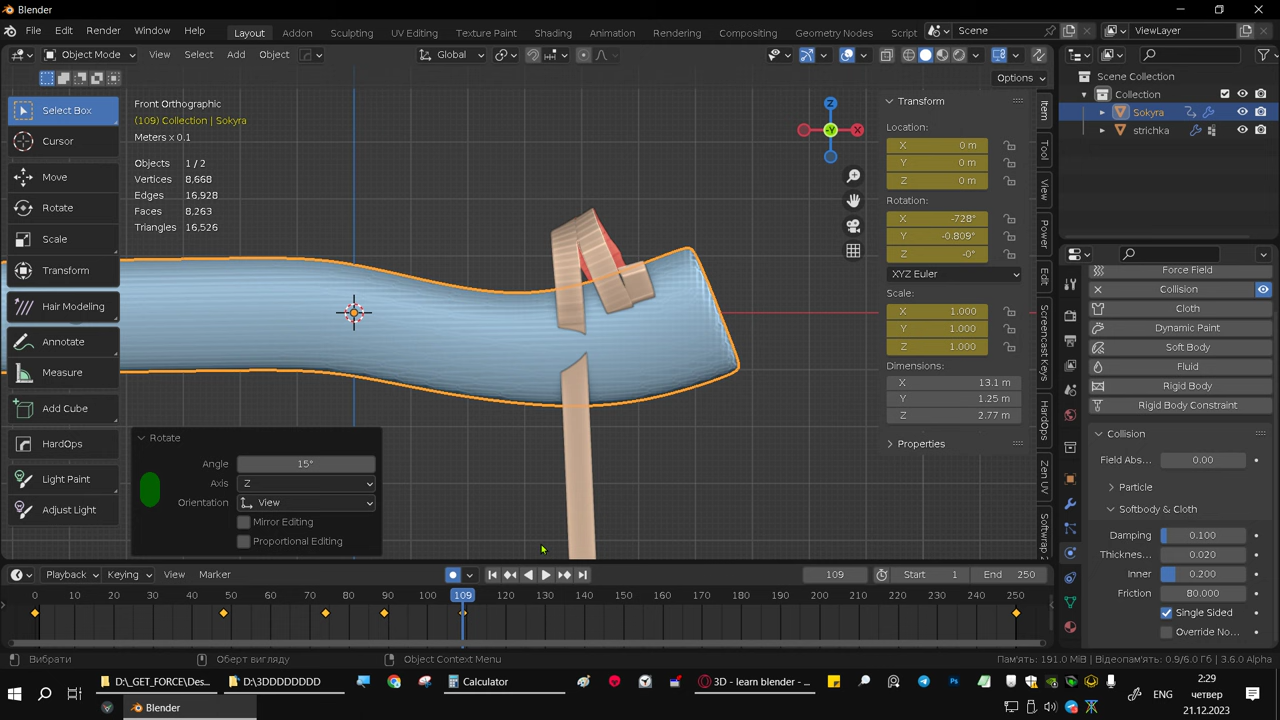 Blender
File Edit Render Window Help Layout Addon Sculpting UV Editing Texture Paint Shading Animation Rendering Compositing Geometry Nodes Script Scene ViewLayer
Object Mode View Select Add Object Global
Options
Select Box
Cursor
Move
Rotate
Scale
Transform
Hair Modeling
Annotate
Measure
Add Cube
HardOps
Light Paint
Adjust Light
Front Orthographic
(109) Collection | Sokyra
Meters x 0.1
Objects 1 / 2
Vertices 8,668
Edges 16,928
Faces 8,263
Triangles 16,526
Z
X
-Y
Rotate
Angle 15°
Axis Z
Orientation View
Mirror Editing
Proportional Editing
Transform
Location:
X 0 m
Y 0 m
Z 0 m
Rotation:
X -728°
Y -0.809°
Z -0°
XYZ Euler
Scale:
X 1.000
Y 1.000
Z 1.000
Dimensions:
X 13.1 m
Y 1.25 m
Z 2.77 m
Properties
Item
Tool
View
Power
Edit
Screencast Keys
HardOps
Zen UV
Softwrap
Scene Collection
Collection
Sokyra
strichka
Force Field
Collision
Cloth
Dynamic Paint
Soft Body
Fluid
Rigid Body
Rigid Body Constraint
Collision
Field Abs... 0.00
Particle
Softbody & Cloth
Damping 0.100
Thicknes... 0.020
Inner 0.200
Friction 80.000
Single Sided
Override No...
Playback Keying View Marker 109 Start 1 End 250
0 10 20 30 40 50 60 70 80 90 100 109 120 130 140 150 160 170 180 190 200 210 220 230 240 250
Вибрати Оберт вигляду Object Context Menu Пам'ять: 191.0 MiB | Відеопам'ять: 0.9/6.0 Гб | 3.6.0 Alpha
D:\_GET_FORCE\Des... D:\3DDDDDDDD Calculator 3D - learn blender - ... ENG 2:29
четвер
Blender 21.12.2023